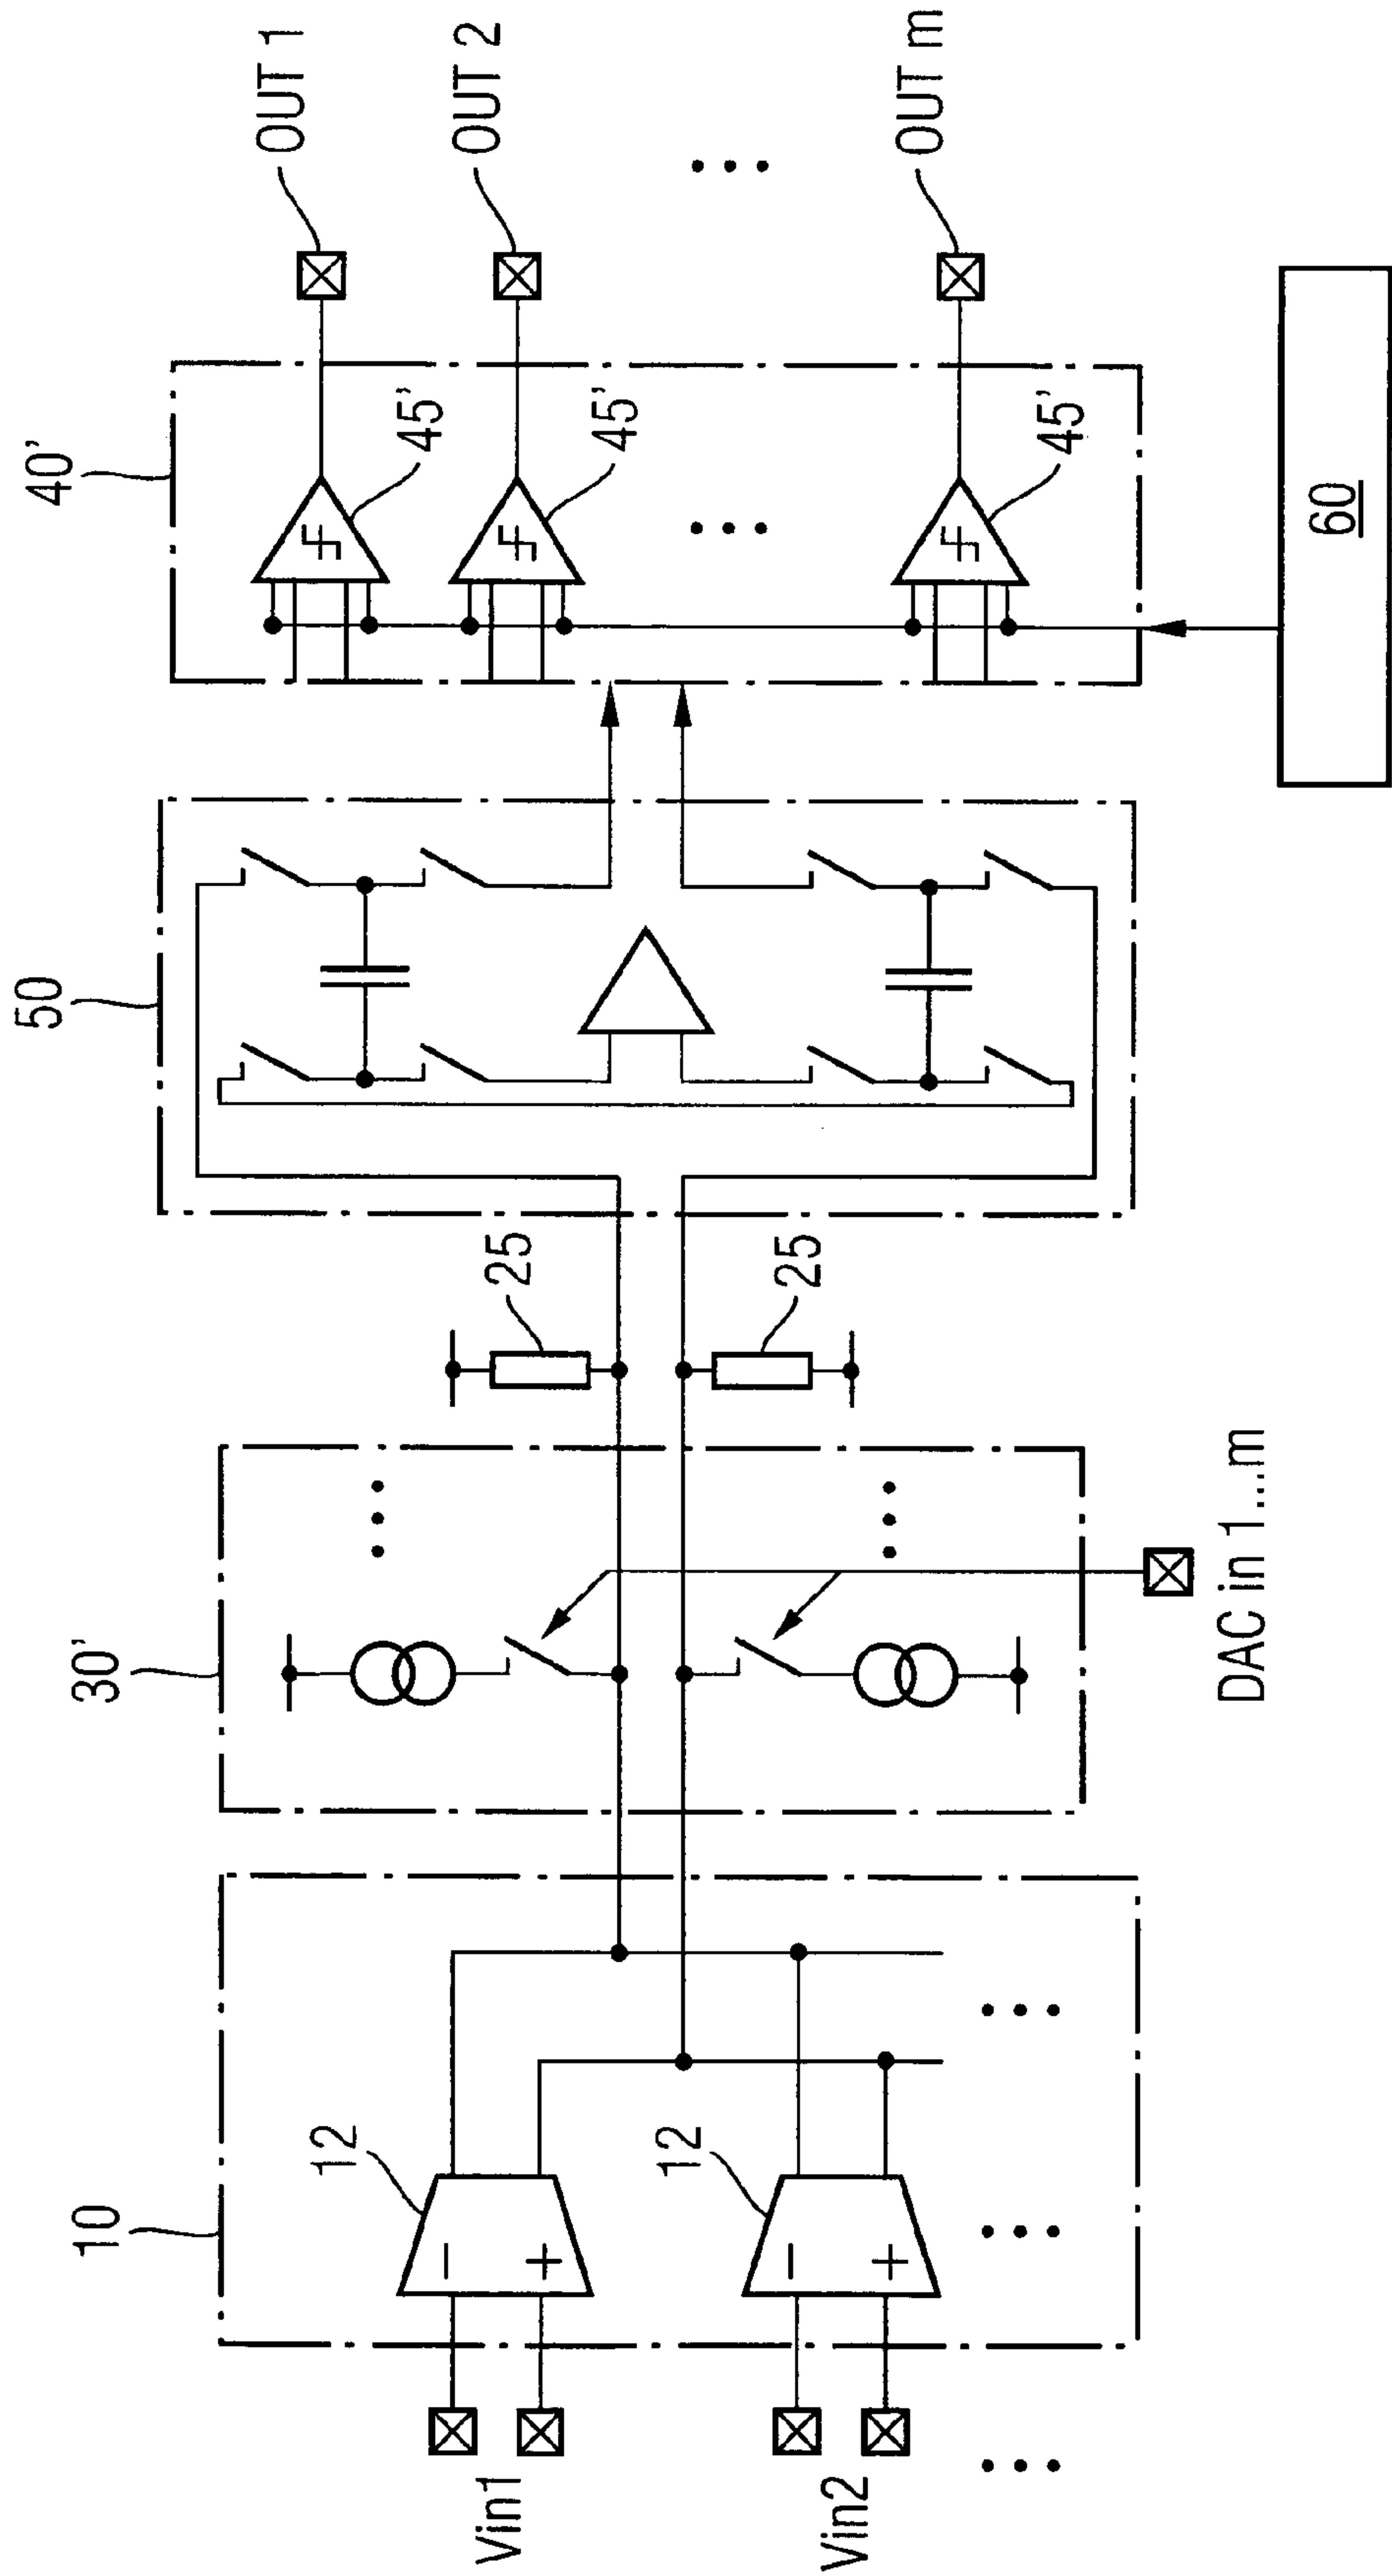 10
30'
50
40'
12
12
25
25
45'
45'
45'
Vin1
Vin2
DAC in 1...m
OUT 1
OUT 2
OUT m
60
− +
− +